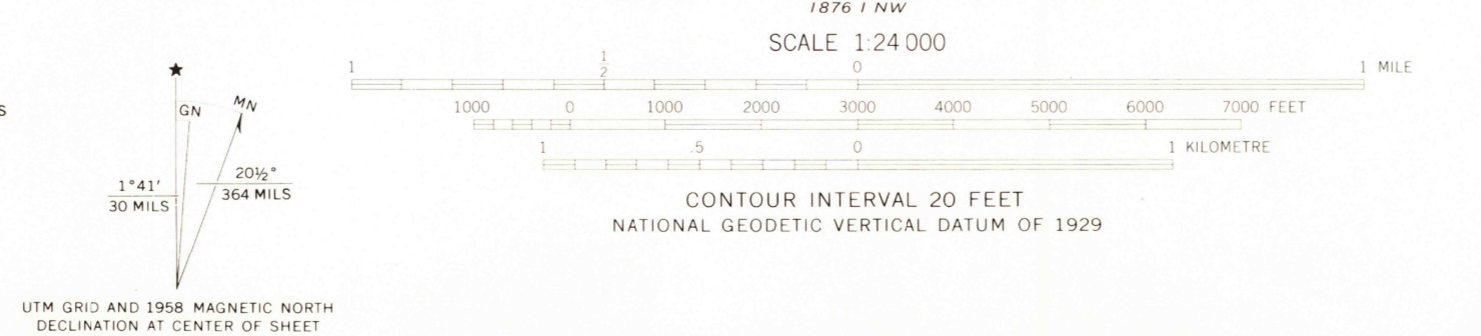 1876 I NW
SCALE 1:24 000
1 1/2 0 1 MILE
1000 0 1000 2000 3000 4000 5000 6000 7000 FEET
1 .5 0 1 KILOMETRE
CONTOUR INTERVAL 20 FEET
NATIONAL GEODETIC VERTICAL DATUM OF 1929
S
★
GN
MN
1°41′
30 MILS
20½°
364 MILS
UTM GRID AND 1958 MAGNETIC NORTH
DECLINATION AT CENTER OF SHEET